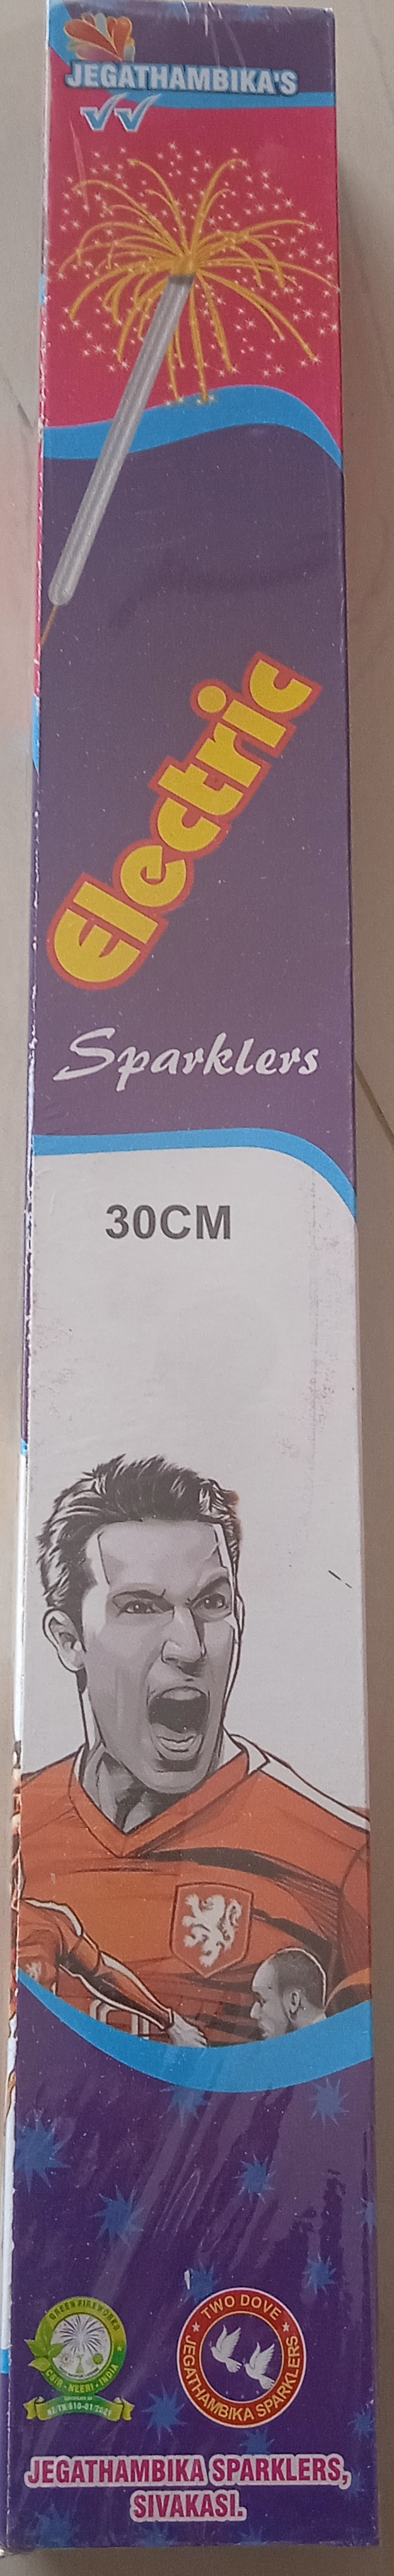 JEGATHAMBIKA'S
Electric
Sparklers
30CM
GREEN FIREWORKS
CSIR - NEERI - INDIA
TWO DOVE
JEGATHAMBIKA SPARKLERS
JEGATHAMBIKA SPARKLERS,
SIVAKASI.